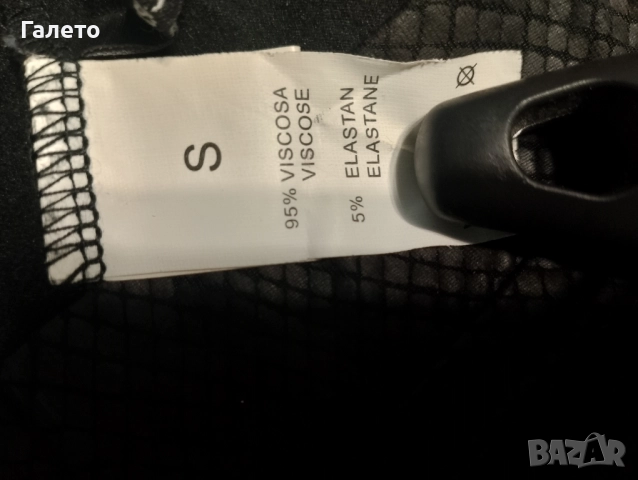 Галето
S
95% VISCOSA
VISCOSE
5% ELASTAN
ELASTANE
BAZAR